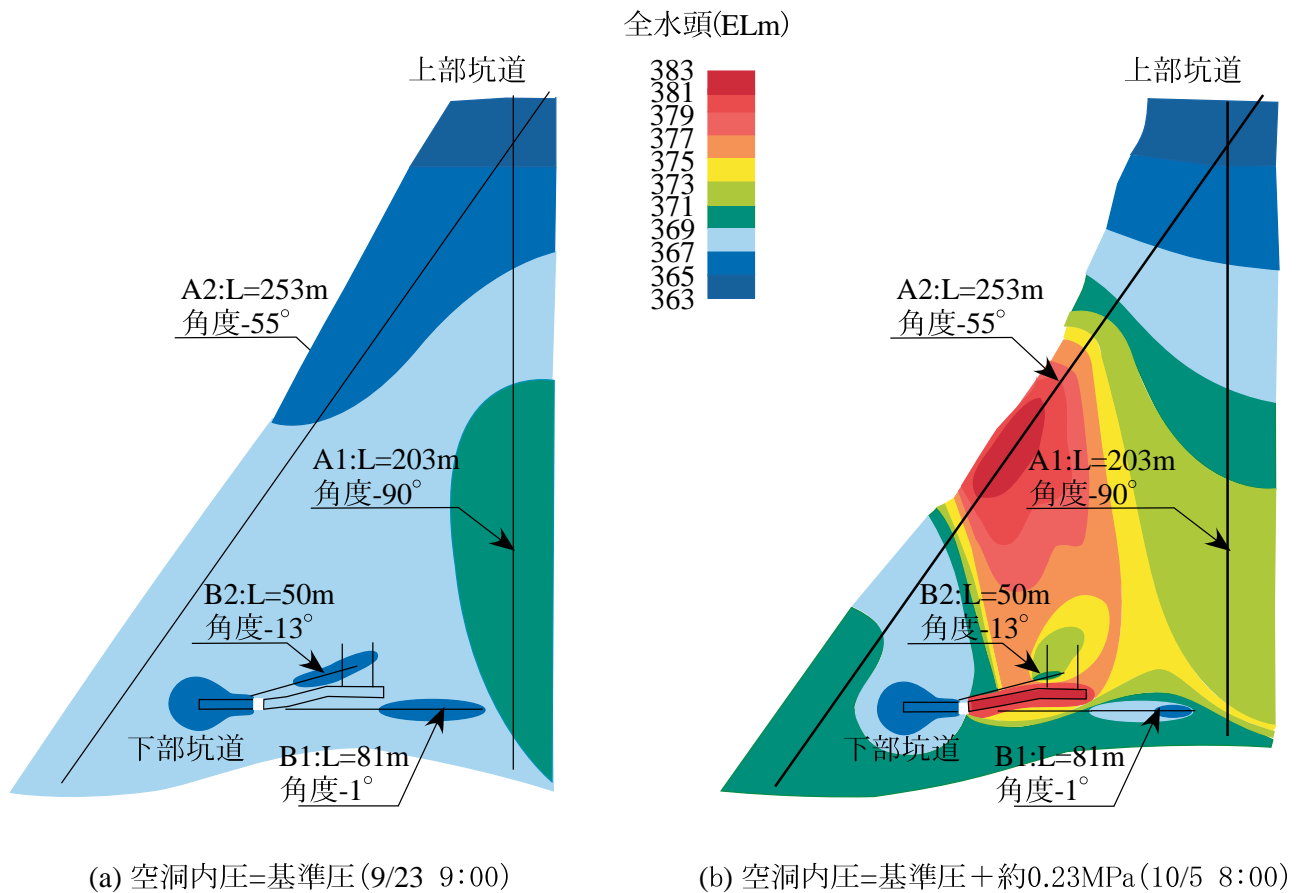 全水頭(ELm)
383
381
379
377
375
373
371
369
367
365
363
上部坑道
A2:L=253m
角度-55°
A1:L=203m
角度-90°
B2:L=50m
角度-13°
下部坑道
B1:L=81m
角度-1°
(a) 空洞内圧=基準圧(9/23 9:00)
上部坑道
A2:L=253m
角度-55°
A1:L=203m
角度-90°
B2:L=50m
角度-13°
下部坑道
B1:L=81m
角度-1°
(b) 空洞内圧=基準圧+約0.23MPa(10/5 8:00)